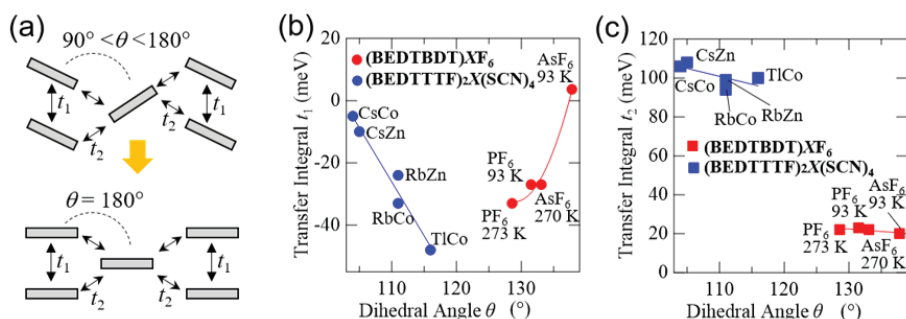 (a)
90° <θ <180°
t1
t1
t2
t2
θ = 180°
t1
t1
t2
t2
(b)
Transfer Integral t1 (meV)
20
0
-20
-40
(BEDTBDT)XF6
(BEDTTTF)2X(SCN)4
AsF6
93 K
CsCo
CsZn
RbZn
RbCo
TlCo
PF6
93 K
PF6
273 K
AsF6
270 K
110
120
130
Dihedral Angle θ (°)
(c)
Transfer Integral t2 (meV)
120
100
80
60
40
20
0
CsZn
CsCo
TlCo
RbZn
RbCo
(BEDTBDT)XF6
(BEDTTTF)2X(SCN)4
PF6
93 K
AsF6
93 K
PF6
273 K
AsF6
270 K
110
120
130
Dihedral Angle θ (°)